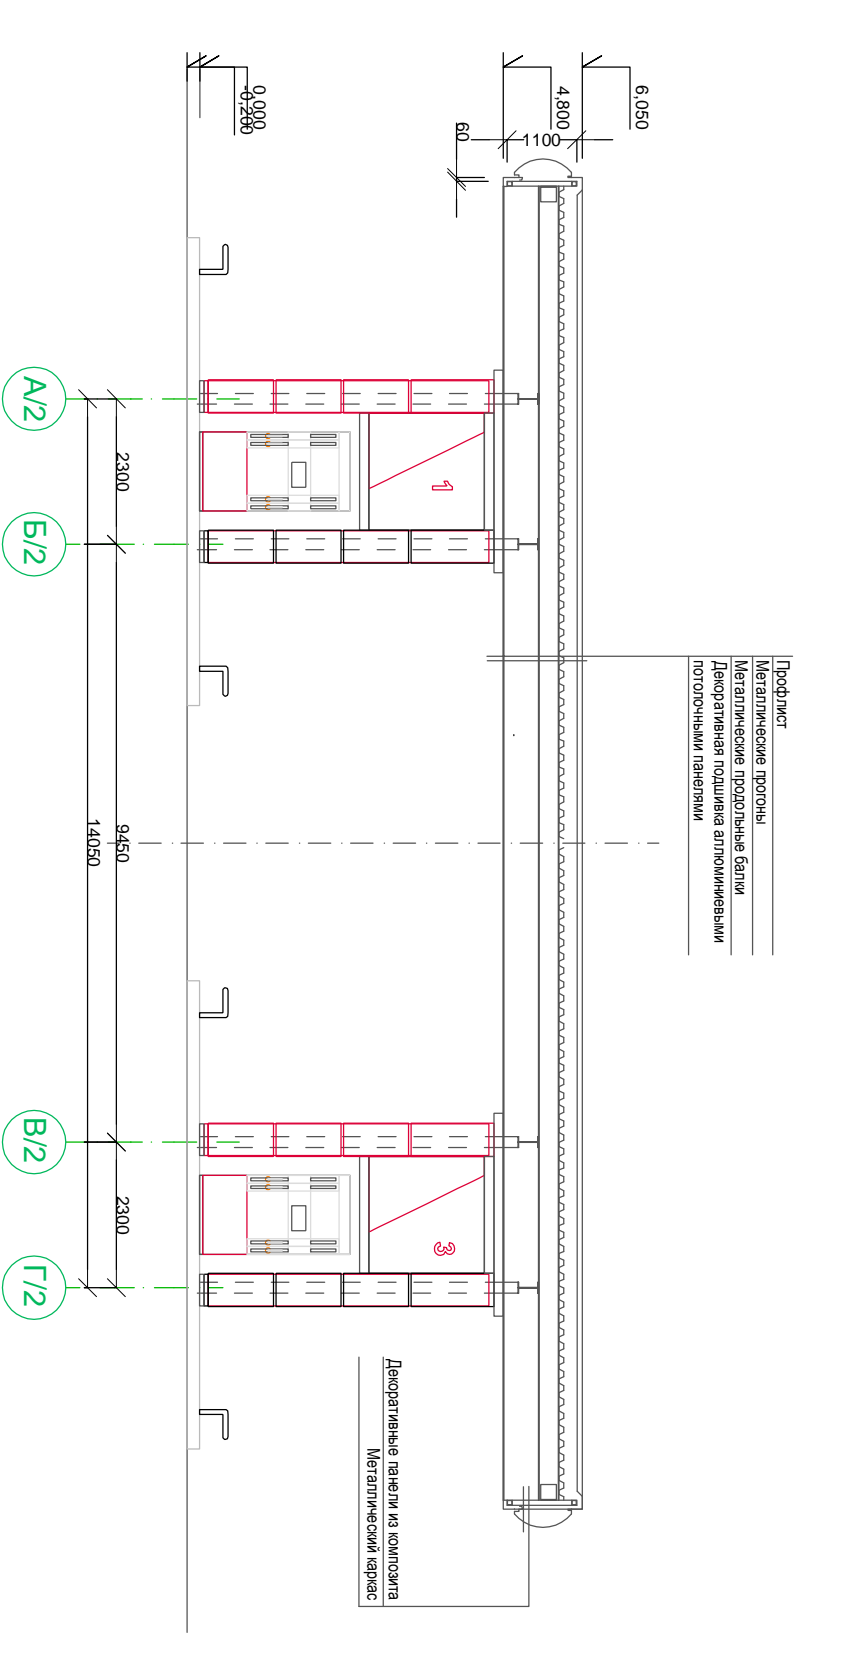 6,050
4,800
1100
60
0,000
-0,200
Профлист
Металлические прогоны
Металлические продольные балки
Декоративная подшивка аллюминиевыми
потолочными панелями
1
3
Декоративные панели из композита
Металлический каркас
2300
9450
2300
14050
А/2
Б/2
В/2
Г/2